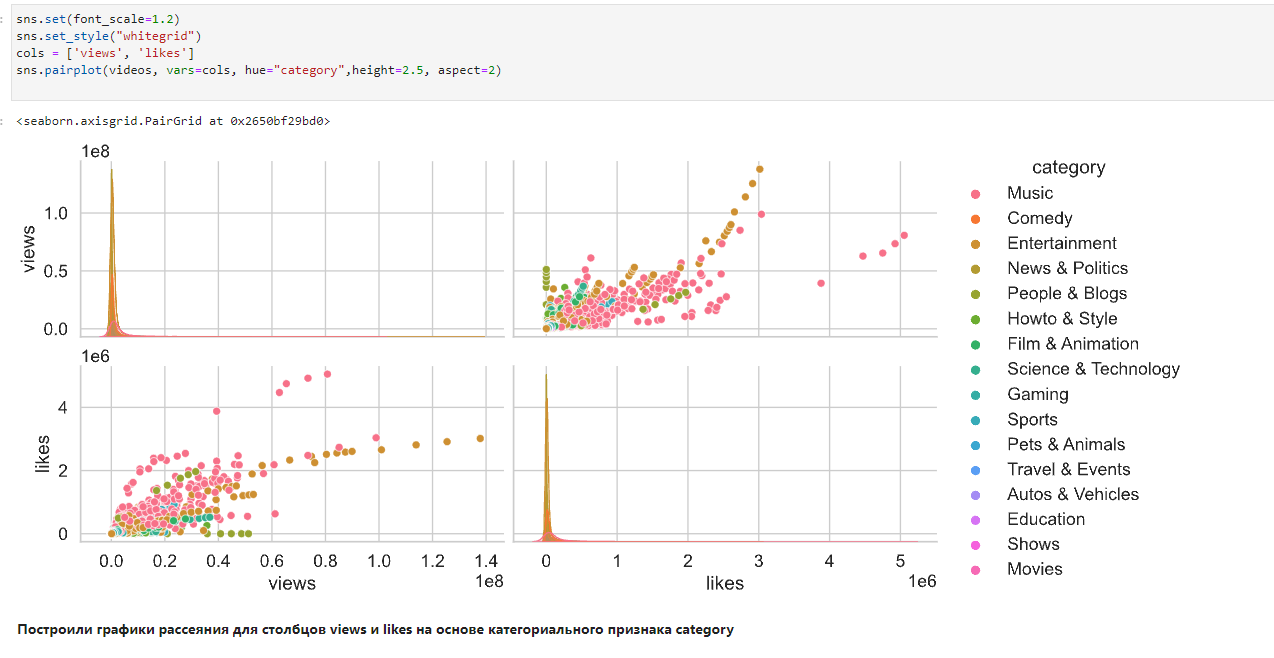 sns.set(font_scale=1.2)
sns.set_style("whitegrid")
cols = ['views', 'likes']
sns.pairplot(videos, vars=cols, hue="category",height=2.5, aspect=2)
<seaborn.axisgrid.PairGrid at 0x2650bf29bd0>
1e8
1.0
0.5
0.0
views
1e6
4
2
0
likes
0.0 0.2 0.4 0.6 0.8 1.0 1.2 1.4
1e8
views
0 1 2 3 4 5
1e6
likes
category
Music
Comedy
Entertainment
News & Politics
People & Blogs
Howto & Style
Film & Animation
Science & Technology
Gaming
Sports
Pets & Animals
Travel & Events
Autos & Vehicles
Education
Shows
Movies
Построили графики рассеяния для столбцов views и likes на основе категориального признака category